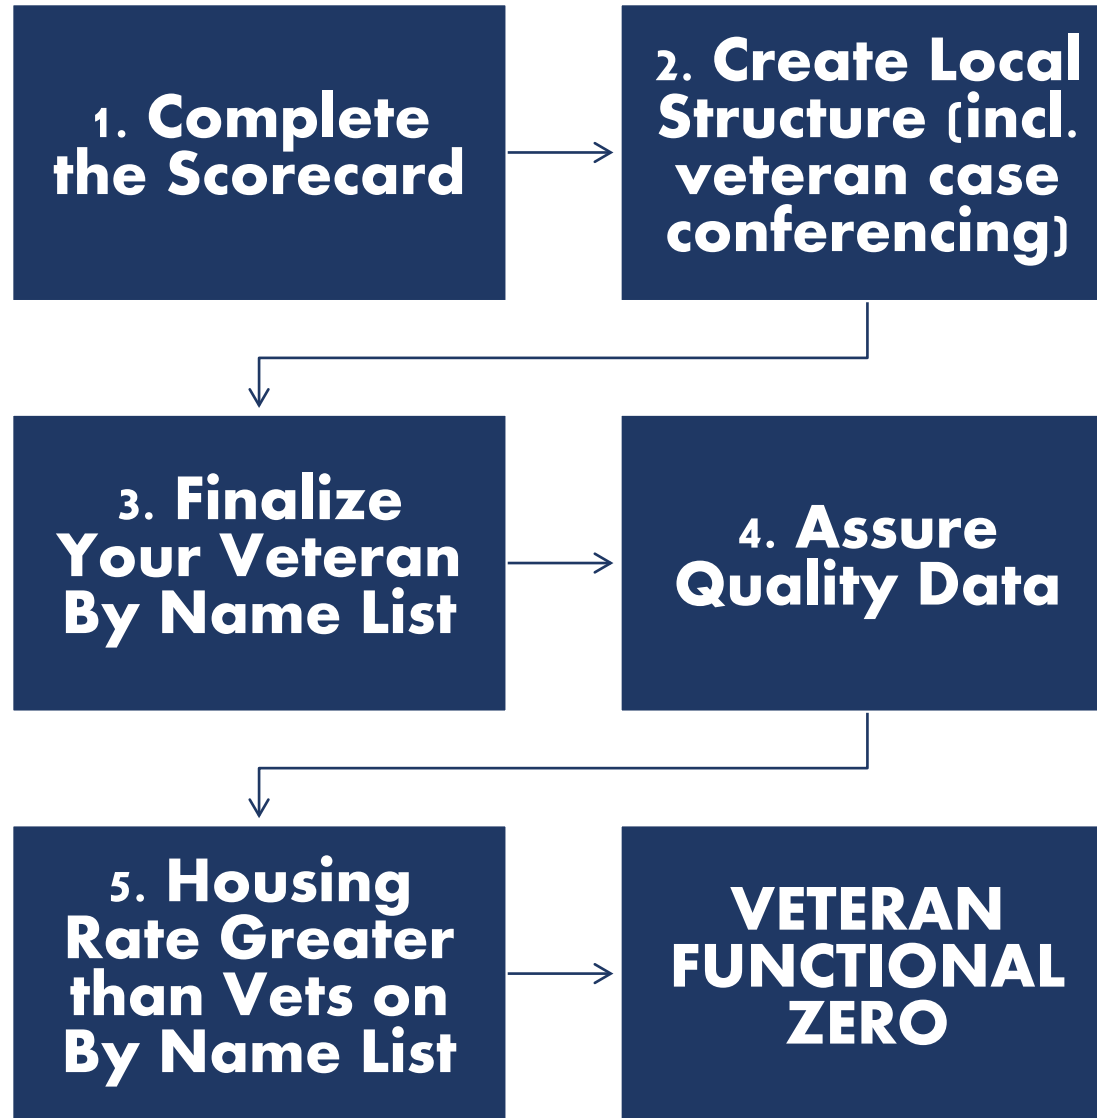 1. Complete
the Scorecard
2. Create Local
Structure (incl.
veteran case
conferencing)
3. Finalize
Your Veteran
By Name List
4. Assure
Quality Data
5. Housing
Rate Greater
than Vets on
By Name List
VETERAN
FUNCTIONAL
ZERO